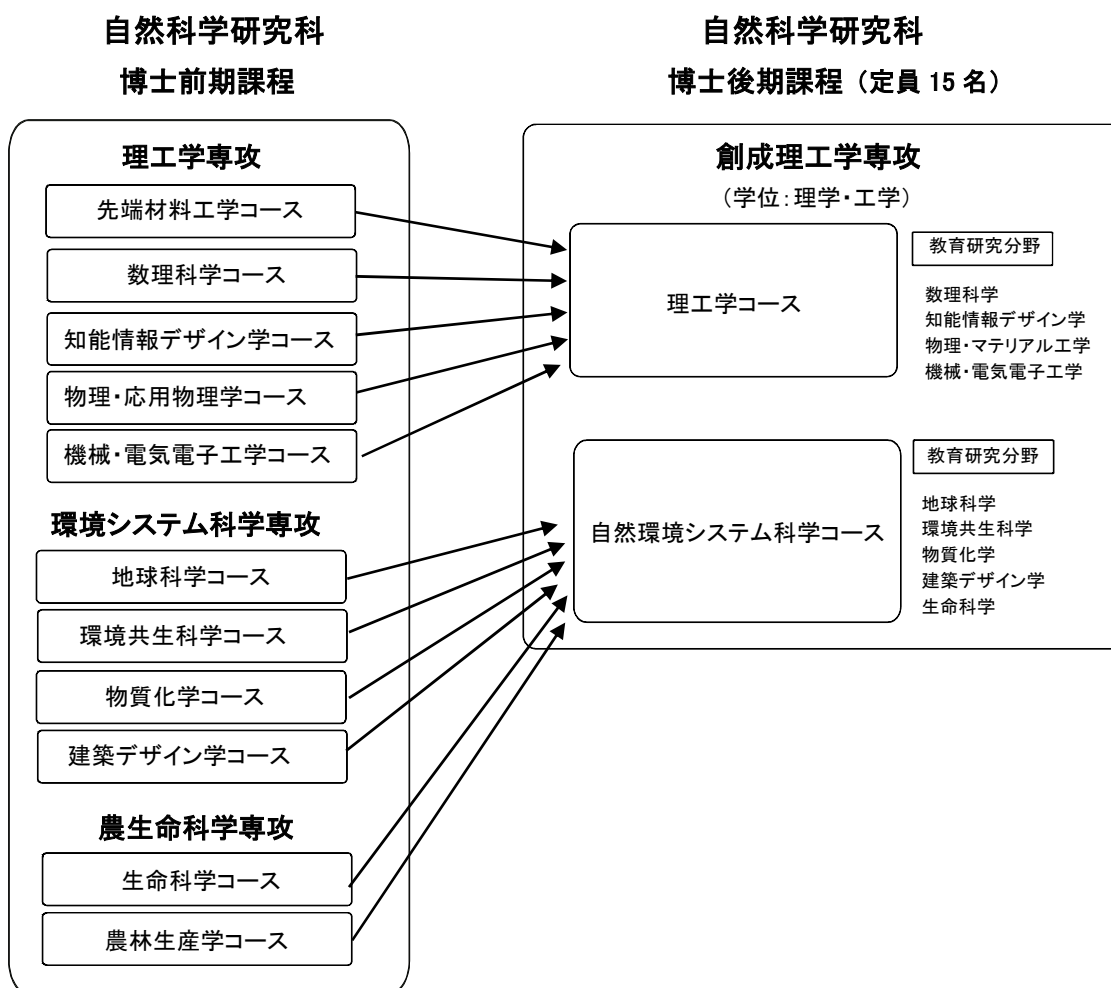 自然科学研究科
博士前期課程
理工学専攻
先端材料工学コース
数理科学コース
知能情報デザイン学コース
物理・応用物理学コース
機械・電気電子工学コース
環境システム科学専攻
地球科学コース
環境共生科学コース
物質化学コース
建築デザイン学コース
農生命科学専攻
生命科学コース
農林生産学コース
自然科学研究科
博士後期課程（定員 15 名）
創成理工学専攻
（学位：理学・工学）
理工学コース
教育研究分野
数理科学
知能情報デザイン学
物理・マテリアル工学
機械・電気電子工学
自然環境システム科学コース
教育研究分野
地球科学
環境共生科学
物質化学
建築デザイン学
生命科学